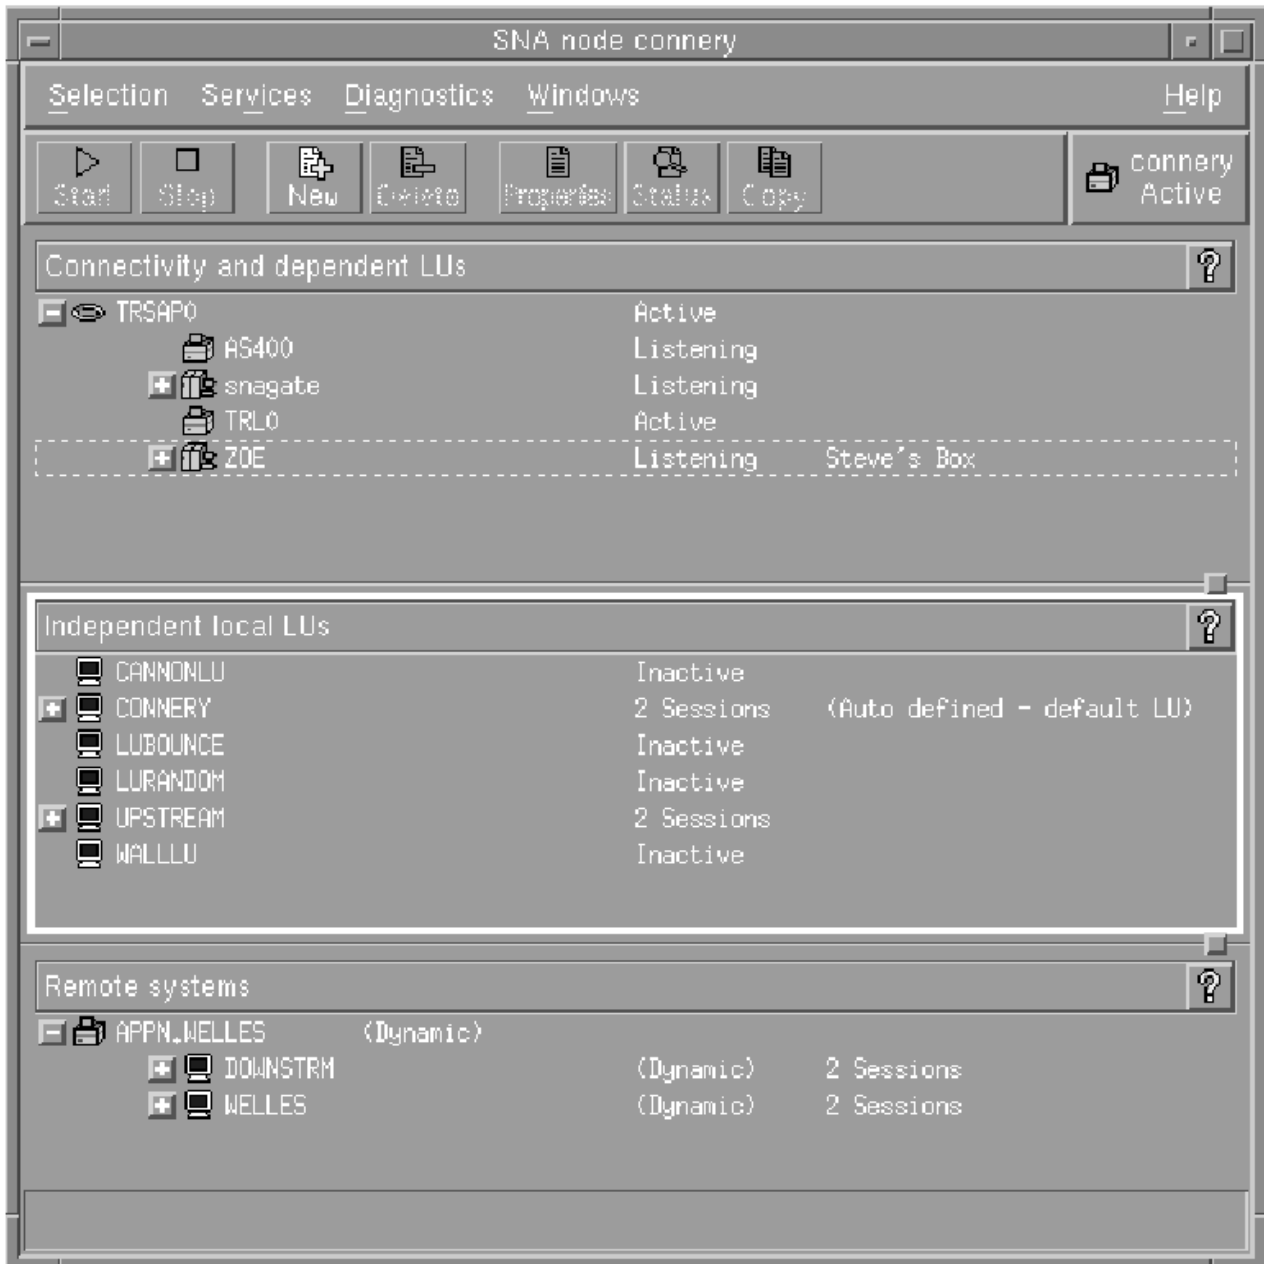 SNA node connery
Selection Services Diagnostics Windows Help
Start Stop New Delete Properties Status Copy connery
Active
Connectivity and dependent LUs ?
TRSAP0 Active
AS400 Listening
snagate Listening
TRL0 Active
ZOE Listening Steve's Box
Independent local LUs ?
CANNONLU Inactive
CONNERY 2 Sessions (Auto defined - default LU)
LUBOUNCE Inactive
LURANDOM Inactive
UPSTREAM 2 Sessions
WALLLU Inactive
Remote systems ?
APPN.WELLES (Dynamic)
DOWNSTRM (Dynamic) 2 Sessions
WELLES (Dynamic) 2 Sessions